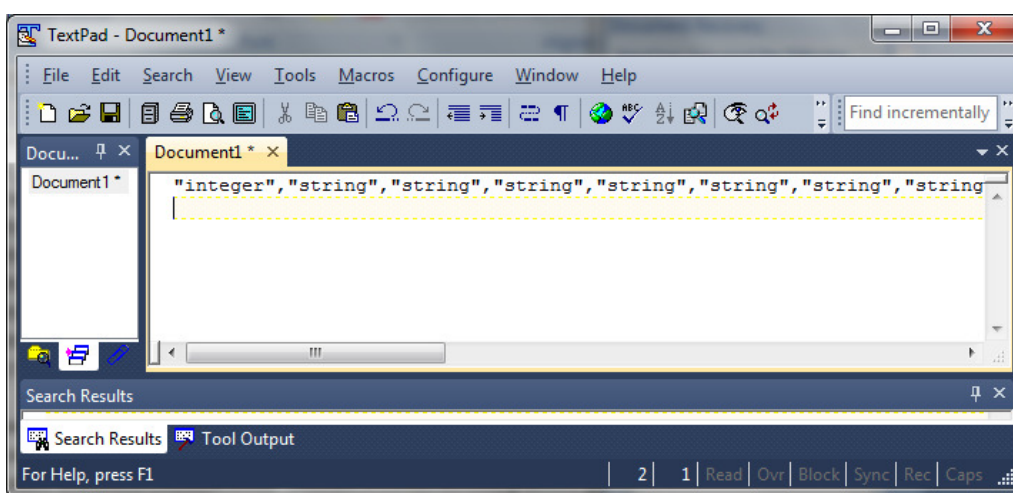 TextPad - Document1 *
File Edit Search View Tools Macros Configure Window Help
Find incrementally
Docu...
Document1 *
Document1 *
"integer","string","string","string","string","string","string","string
Search Results
Search Results Tool Output
For Help, press F1 2 1 Read Ovr Block Sync Rec Caps